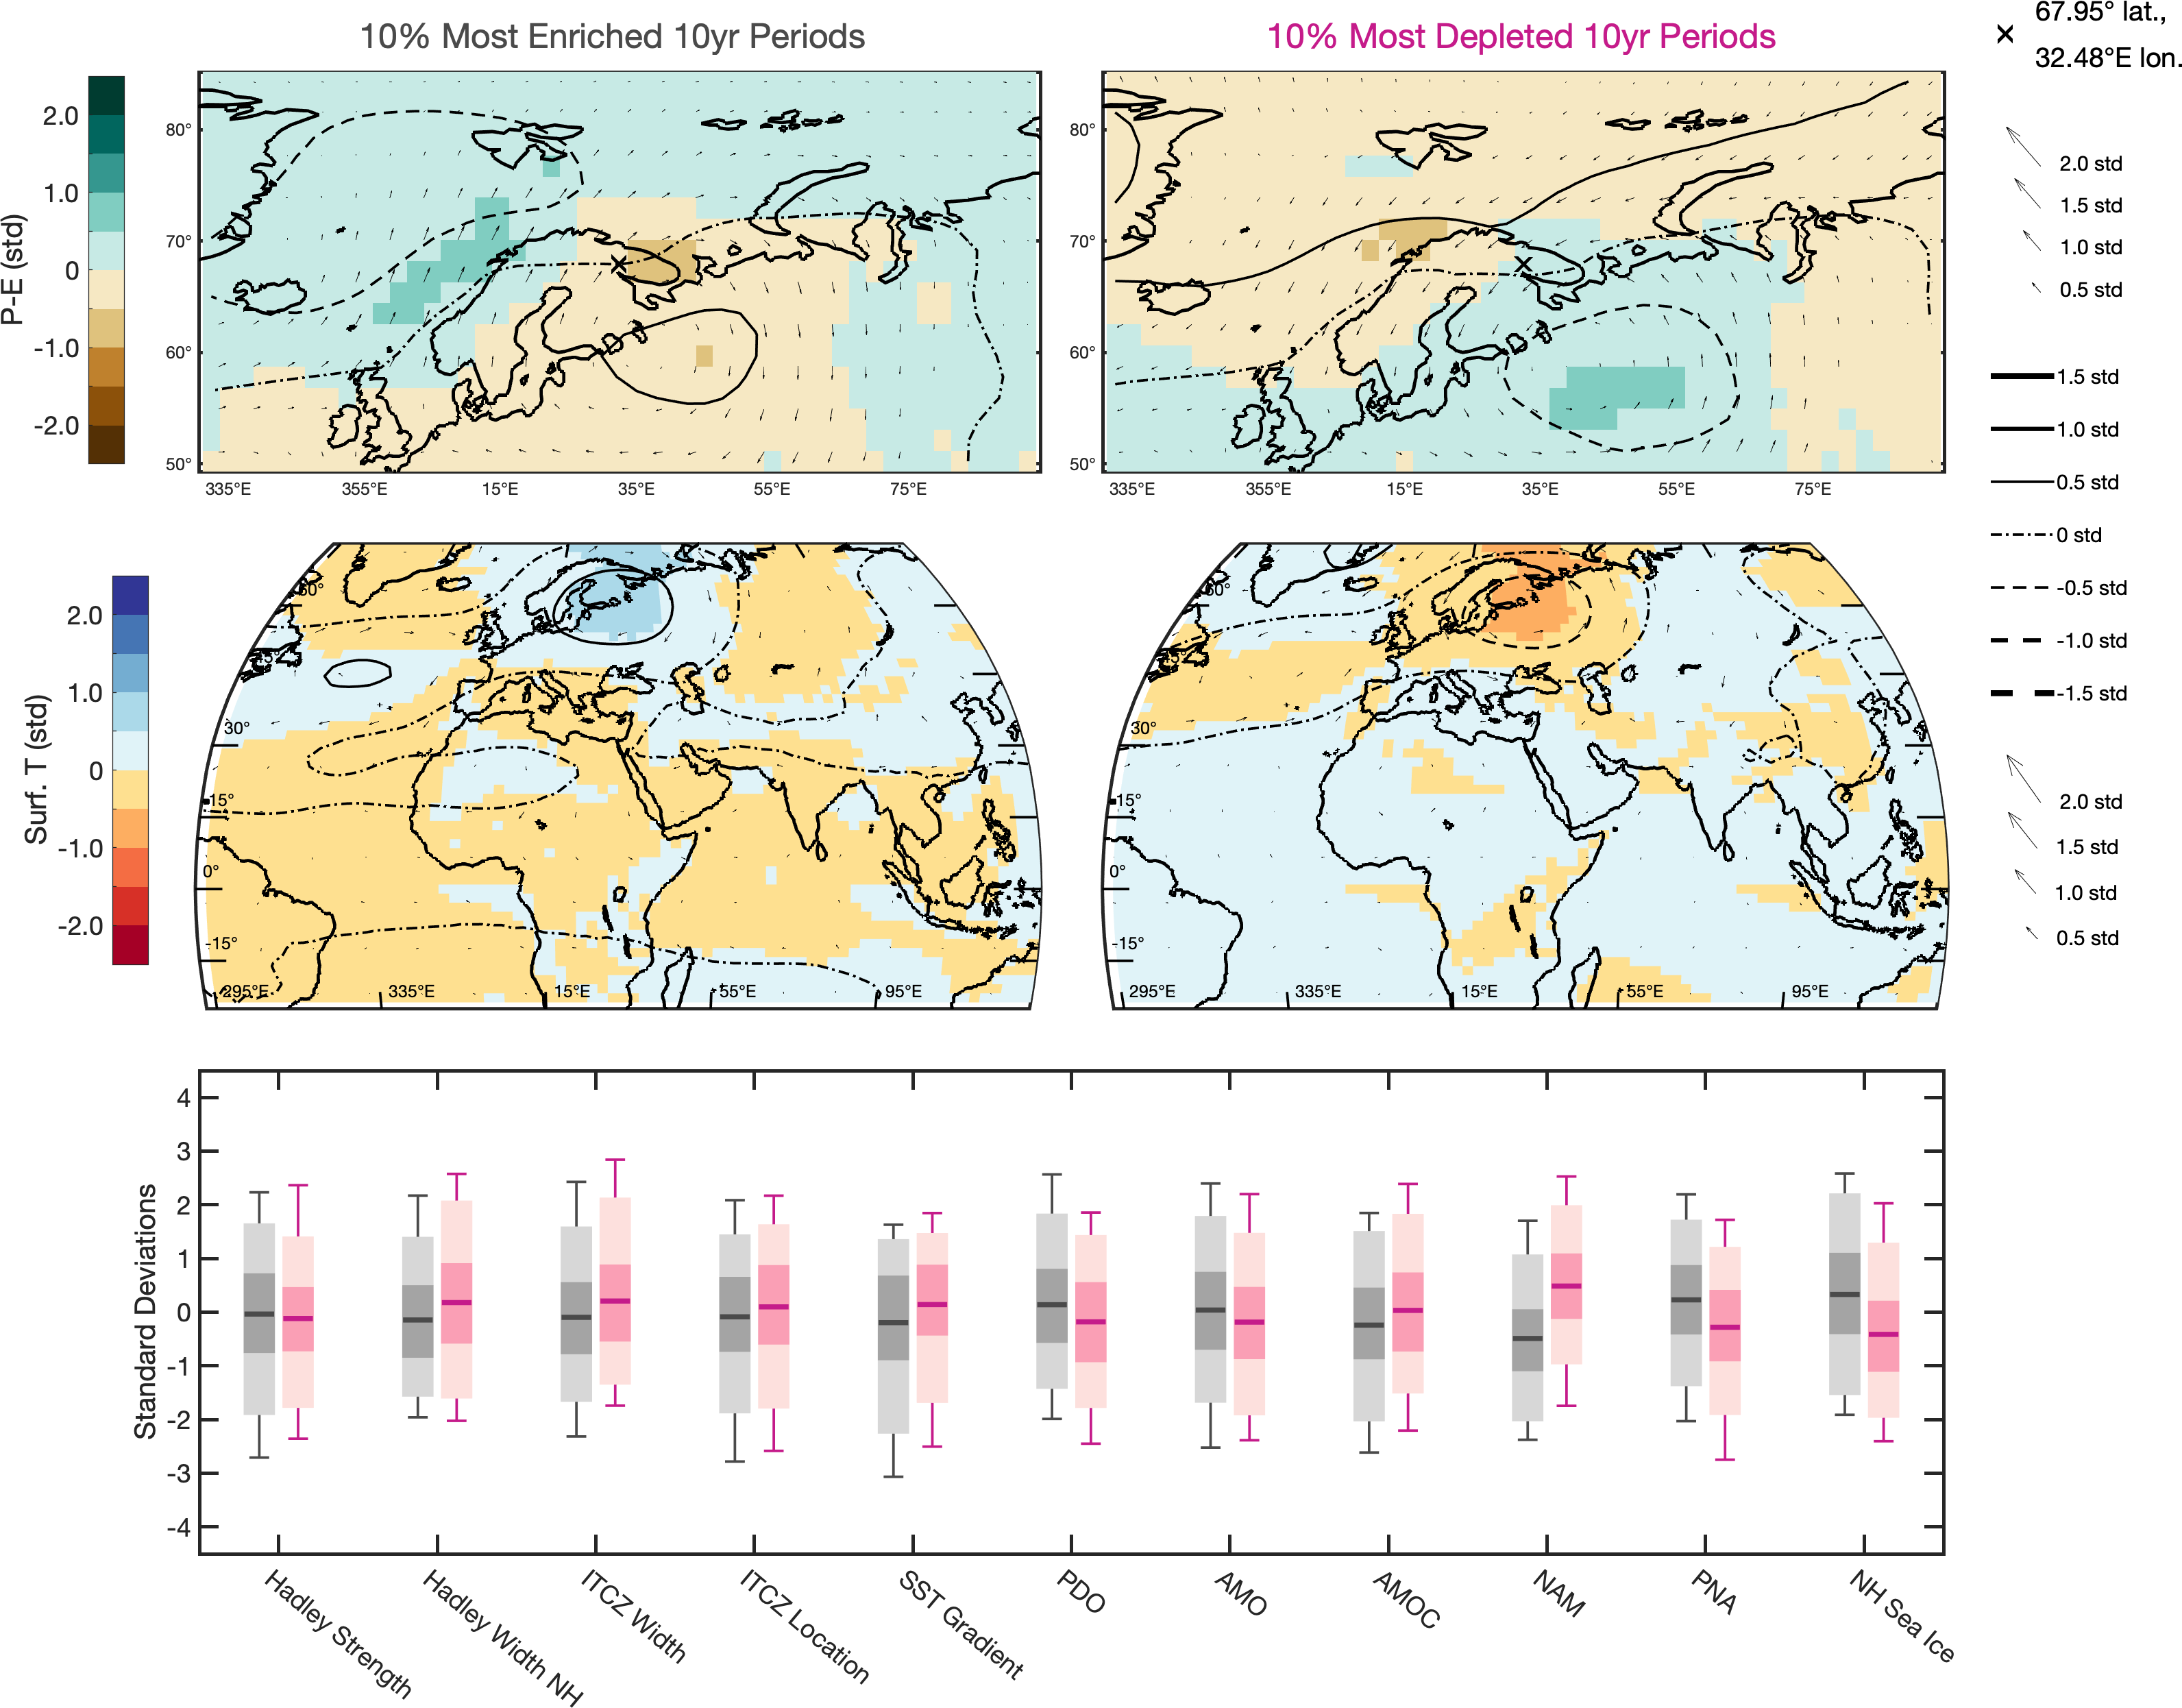 10% Most Enriched 10yr Periods
10% Most Depleted 10yr Periods
67.95° lat.,
32.48°E lon.
P-E (std)
2.0
1.0
0
-1.0
-2.0
80°
70°
60°
50°
335°E 355°E 15°E 35°E 55°E 75°E
80°
70°
60°
50°
335°E 355°E 15°E 35°E 55°E 75°E
2.0 std
1.5 std
1.0 std
0.5 std
1.5 std
1.0 std
0.5 std
0 std
-0.5 std
-1.0 std
-1.5 std
2.0 std
1.5 std
1.0 std
0.5 std
Surf. T (std)
2.0
1.0
0
-1.0
-2.0
30°
15°
0°
-15°
295°E 335°E 15°E 55°E 95°E
30°
15°
0°
-15°
295°E 335°E 15°E 55°E 95°E
Standard Deviations
4
3
2
1
0
-1
-2
-3
-4
Hadley Strength
Hadley Width NH
ITCZ Width
ITCZ Location
SST Gradient
PDO
AMO
AMOC
NAM
PNA
NH Sea Ice